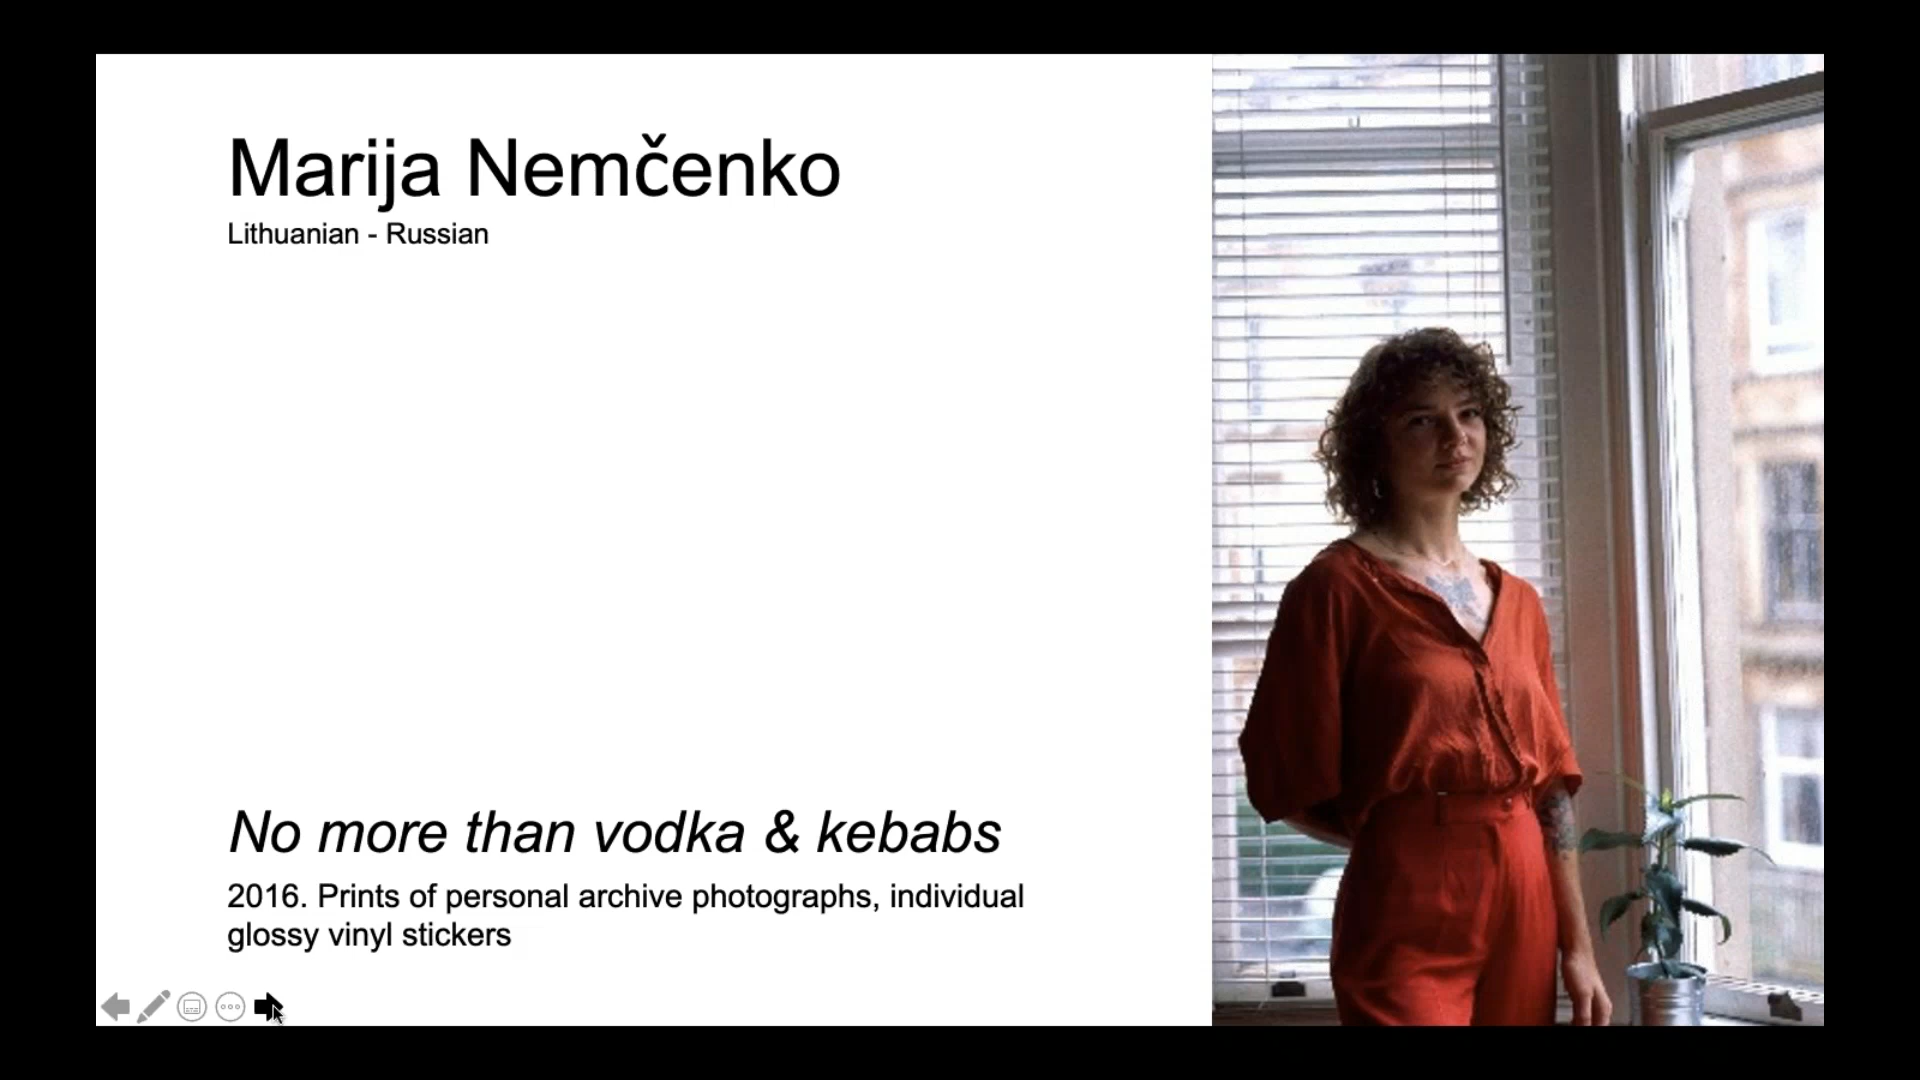 Marija Nemčenko
Lithuanian - Russian
No more than vodka & kebabs
2016. Prints of personal archive photographs, individual
glossy vinyl stickers